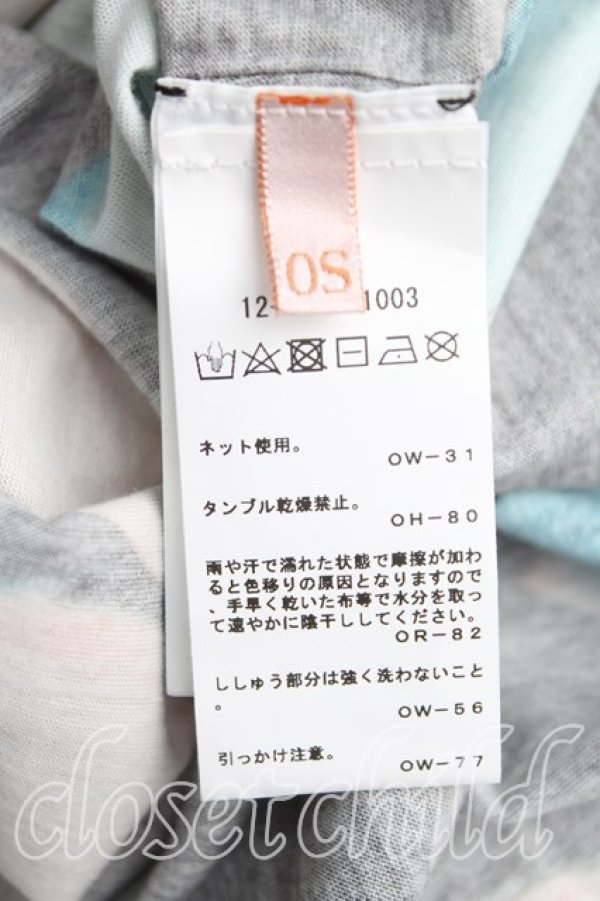 OS
12-
1003
ネット使用。
OW-31
タンブル乾燥禁止。
OH-80
雨や汗で濡れた状態で摩擦が加わ
ると色移りの原因となりますので
、手早く乾いた布等で水分を取っ
て速やかに陰干ししてください。
OR-82
ししゅう部分は強く洗わないこと
。
OW-56
引っかけ注意。
OW-77
closetchild